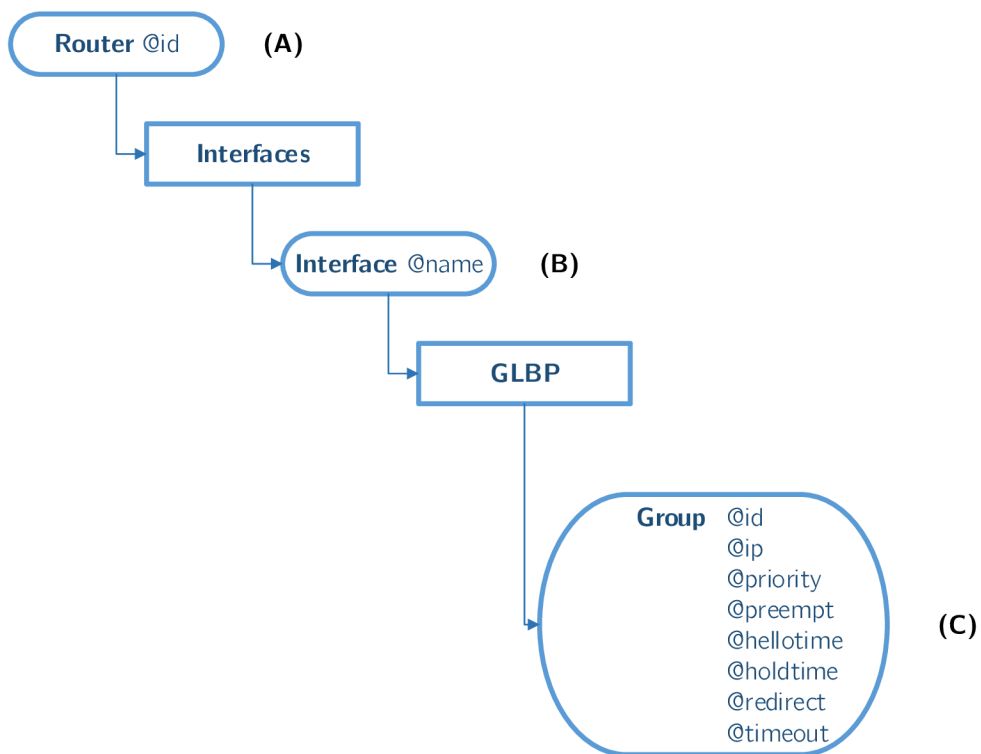 Router @id (A)
Interfaces
Interface @name (B)
GLBP
Group @id
@ip
@priority
@preempt
@hellotime (C)
@holdtime
@redirect
@timeout